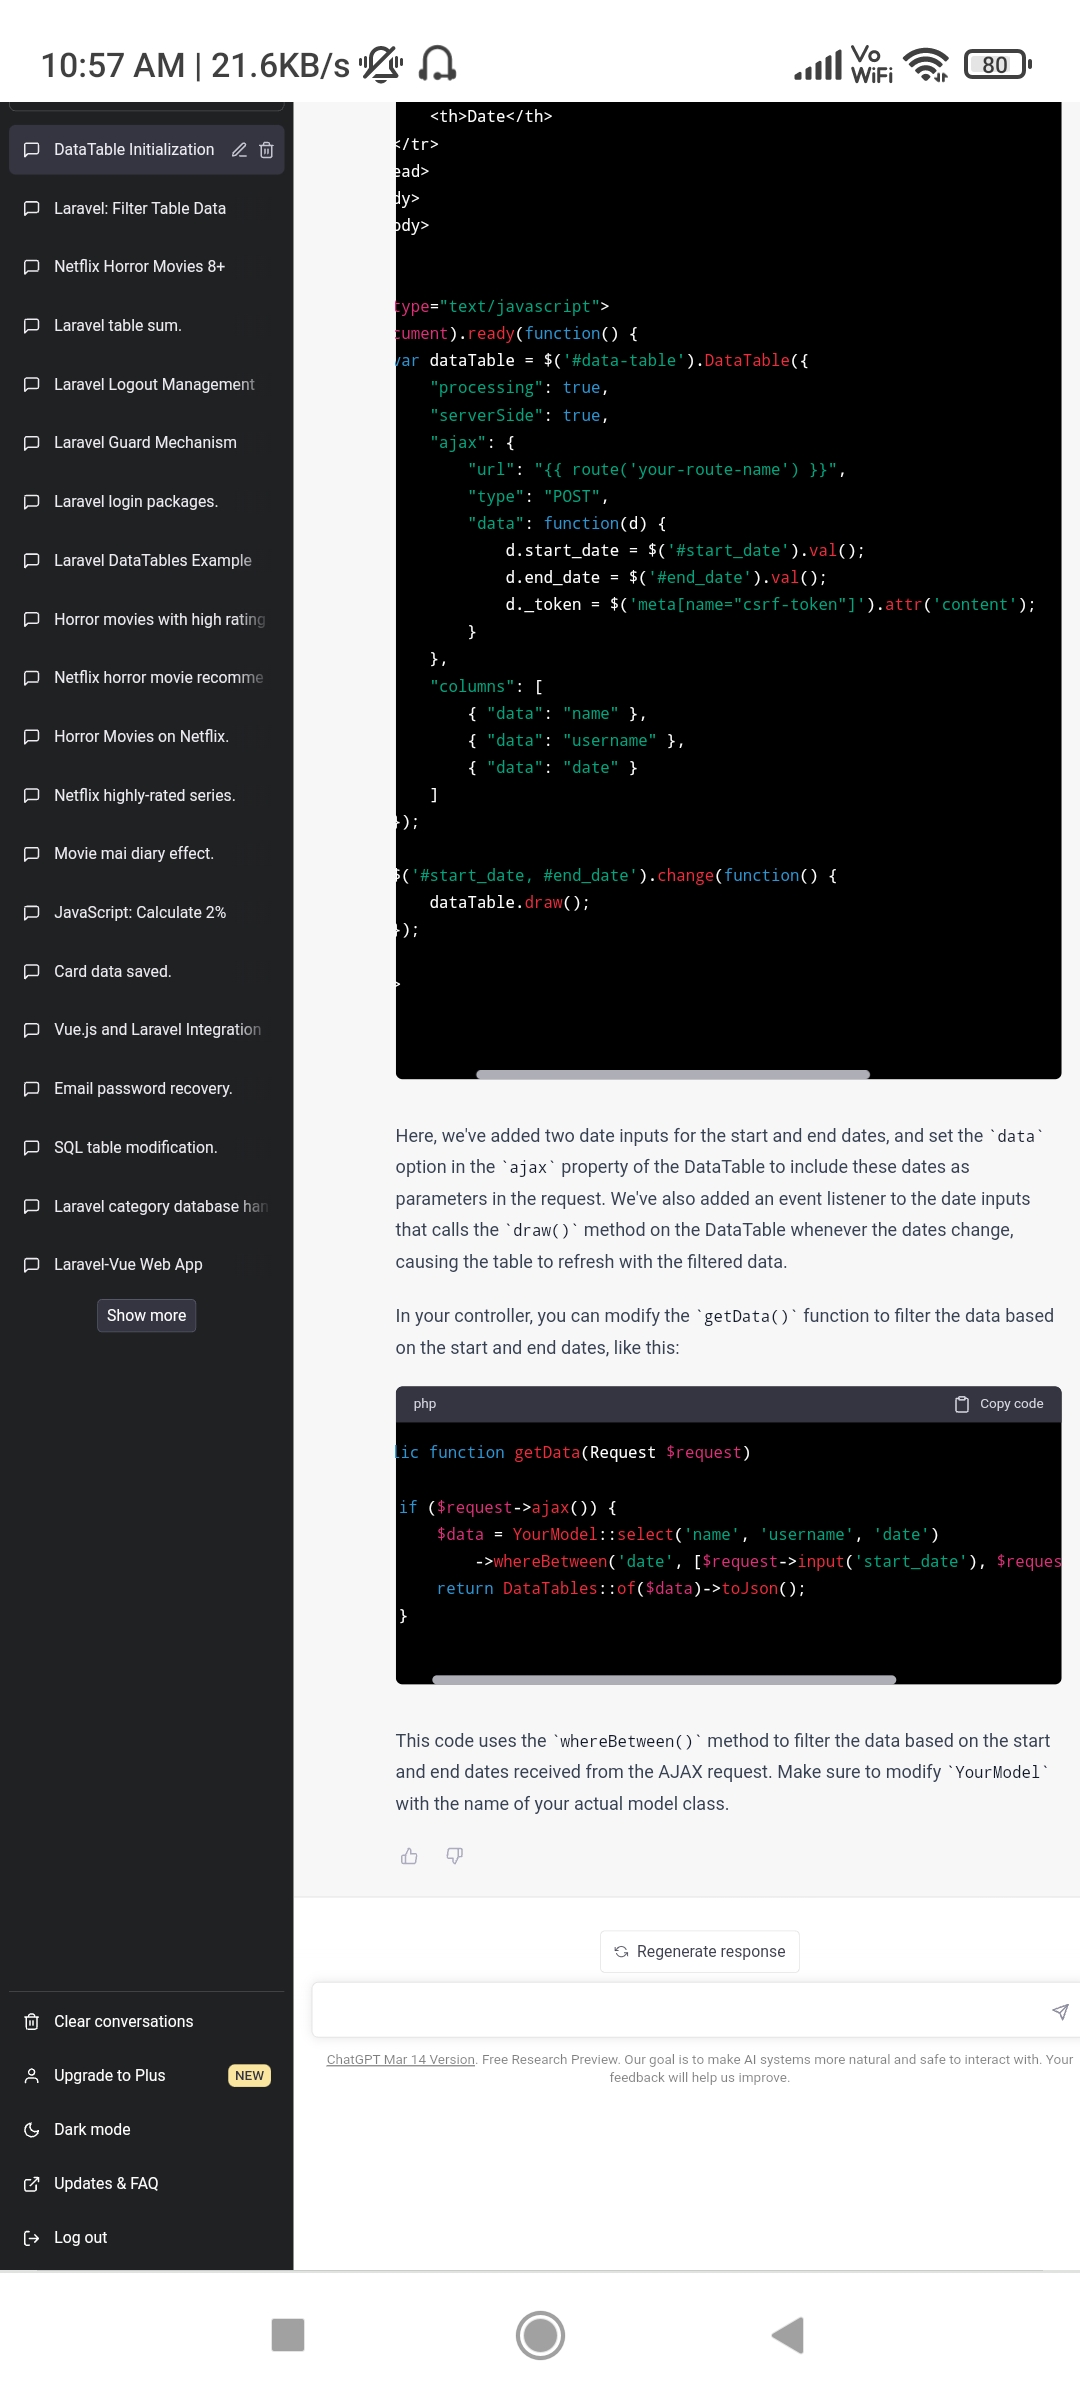 10:57 AM | 21.6KB/s
Vo
WiFi
80
DataTable Initialization
Laravel: Filter Table Data
Netflix Horror Movies 8+
Laravel table sum.
Laravel Logout Management
Laravel Guard Mechanism
Laravel login packages.
Laravel DataTables Example
Horror movies with high rating
Netflix horror movie recomme
Horror Movies on Netflix.
Netflix highly-rated series.
Movie mai diary effect.
JavaScript: Calculate 2%
Card data saved.
Vue.js and Laravel Integration
Email password recovery.
SQL table modification.
Laravel category database han
Laravel-Vue Web App
Show more
Clear conversations
Upgrade to Plus
NEW
Dark mode
Updates & FAQ
Log out
<th>Date</th>
</tr>
ead>
dy>
ody>
type="text/javascript">
cument).ready(function() {
var dataTable = $('#data-table').DataTable({
"processing": true,
"serverSide": true,
"ajax": {
"url": "{{ route('your-route-name') }}",
"type": "POST",
"data": function(d) {
d.start_date = $('#start_date').val();
d.end_date = $('#end_date').val();
d._token = $('meta[name="csrf-token"]').attr('content');
}
},
"columns": [
{ "data": "name" },
{ "data": "username" },
{ "data": "date" }
]
});
$('#start_date, #end_date').change(function() {
dataTable.draw();
});
>
Here, we've added two date inputs for the start and end dates, and set the `data`
option in the `ajax` property of the DataTable to include these dates as
parameters in the request. We've also added an event listener to the date inputs
that calls the `draw()` method on the DataTable whenever the dates change,
causing the table to refresh with the filtered data.
In your controller, you can modify the `getData()` function to filter the data based
on the start and end dates, like this:
php
Copy code
lic function getData(Request $request)
if ($request->ajax()) {
$data = YourModel::select('name', 'username', 'date')
->whereBetween('date', [$request->input('start_date'), $reques
return DataTables::of($data)->toJson();
}
This code uses the `whereBetween()` method to filter the data based on the start
and end dates received from the AJAX request. Make sure to modify `YourModel`
with the name of your actual model class.
Regenerate response
ChatGPT Mar 14 Version. Free Research Preview. Our goal is to make AI systems more natural and safe to interact with. Your
feedback will help us improve.